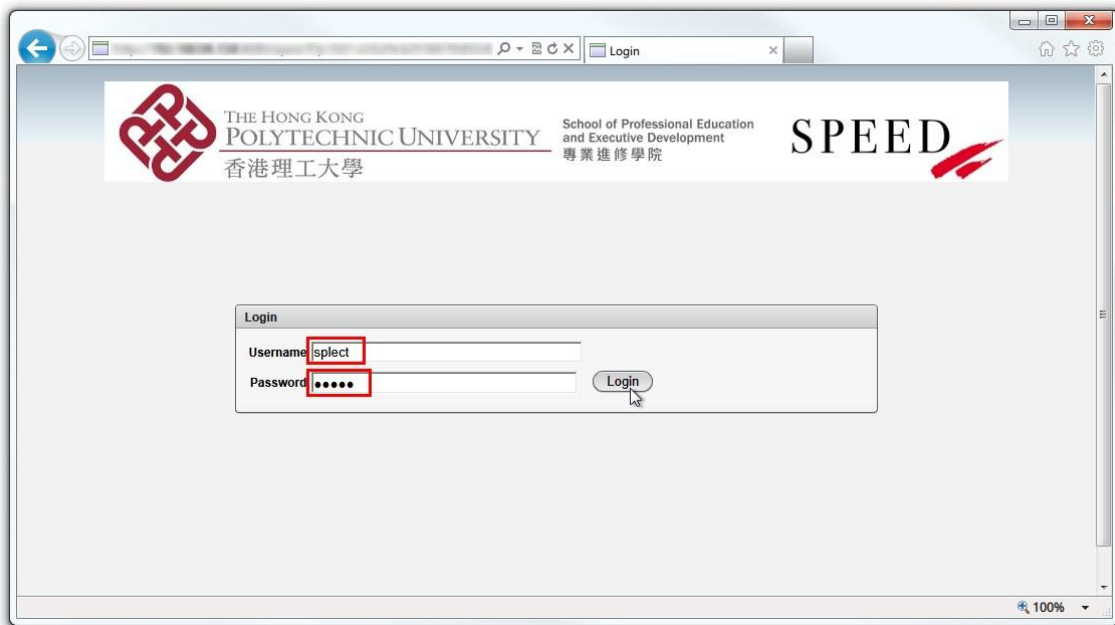 Login
THE HONG KONG
POLYTECHNIC UNIVERSITY
香港理工大學
School of Professional Education
and Executive Development
專業進修學院
SPEED
Login
Username splect
Password ●●●●● Login
100%